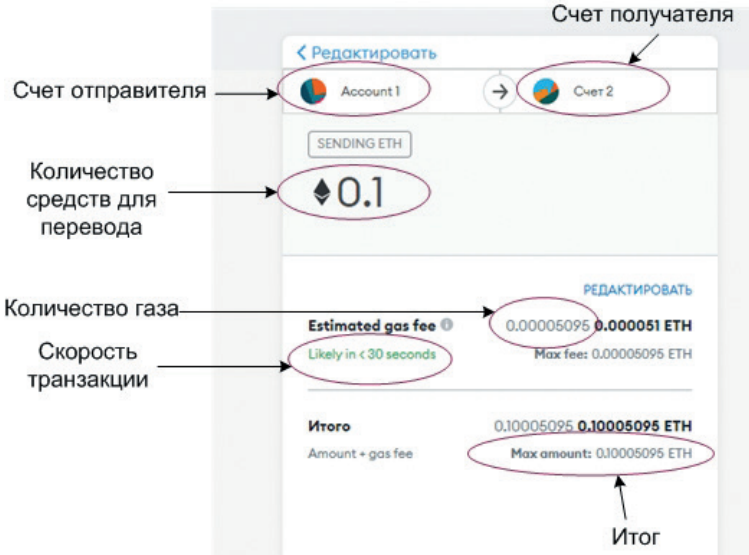 Счет получателя
< Редактировать
Счет отправителя
Account 1
Счет 2
SENDING ETH
Количество
средств для
перевода
0.1
РЕДАКТИРОВАТЬ
Количество газа
Estimated gas fee
0.00005095 0.000051 ETH
Скорость
транзакции
Likely in < 30 seconds
Max fee: 0.00005095 ETH
Итого
0.10005095 0.10005095 ETH
Amount + gas fee
Max amount: 0.10005095 ETH
Итог